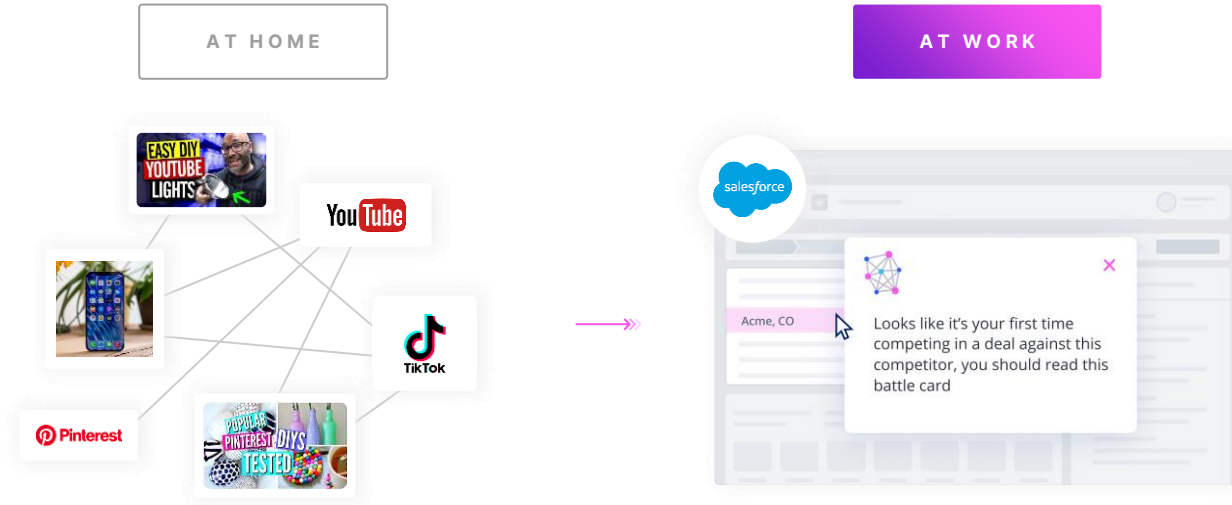 AT HOME
AT WORK
EASY DIY
YOUTUBE
LIGHTS
YouTube
salesforce
Acme, CO
Looks like it’s your first time
competing in a deal against this
competitor, you should read this
battle card
TikTok
Pinterest
POPULAR
PINTEREST DIYS
TESTED